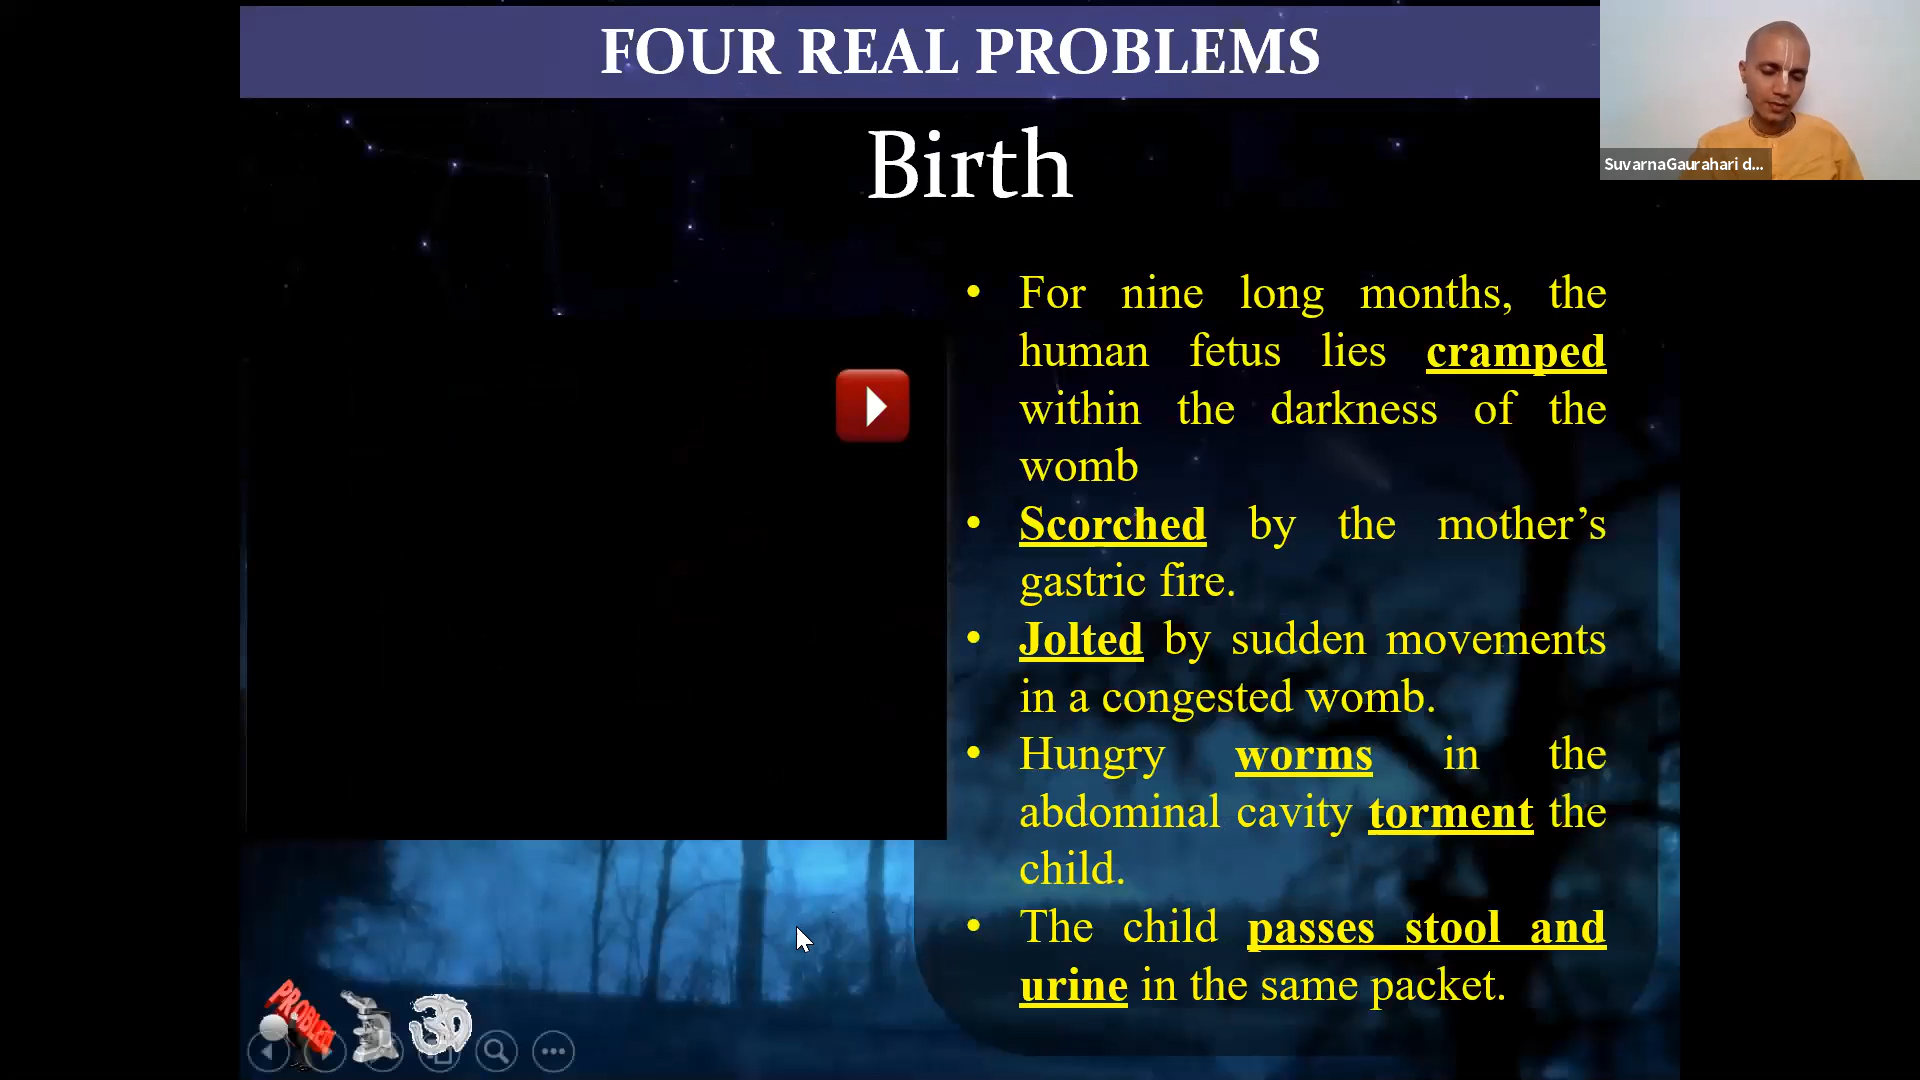 FOUR REAL PROBLEMS
Birth
SuvarnaGaurahari d...
• For nine long months, the
human fetus lies cramped
within the darkness of the
womb
• Scorched by the mother’s
gastric fire.
• Jolted by sudden movements
in a congested womb.
• Hungry worms in the
abdominal cavity torment the
child.
• The child passes stool and
urine in the same packet.
PROBLEM
ॐ